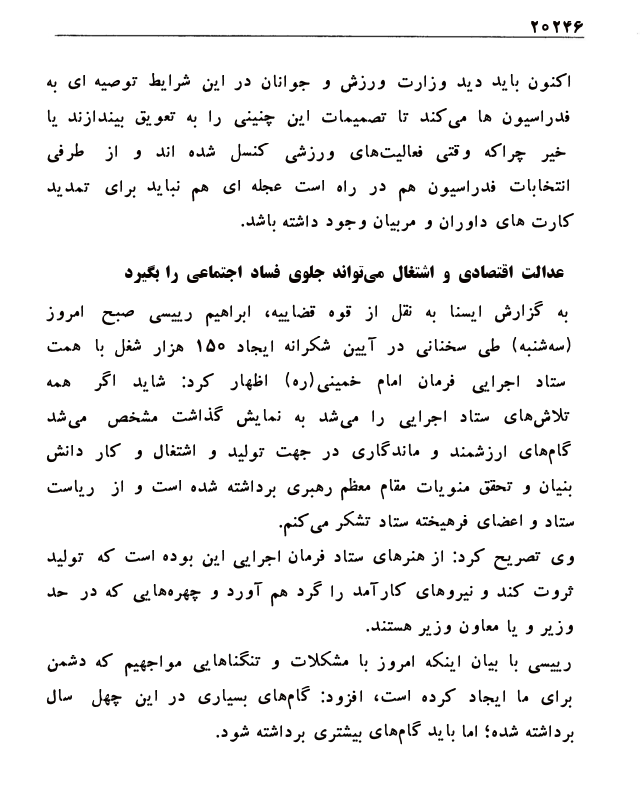 ۲۰۲۴۶
اکنون باید دید وزارت ورزش و جوانان در این شرایط توصیه ای به
فدراسیون ها می‌کند تا تصمیمات این چنینی را به تعویق بیندازند یا
خیر چراکه وقتی فعالیت‌های ورزشی کنسل شده اند و از طرفی
انتخابات فدراسیون هم در راه است عجله ای هم نباید برای تمدید
کارت های داوران و مربیان وجود داشته باشد.
عدالت اقتصادی و اشتغال می‌تواند جلوی فساد اجتماعی را بگیرد
به گزارش ایسنا به نقل از قوه قضاییه، ابراهیم رییسی صبح امروز
(سه‌شنبه) طی سخنانی در آیین شکرانه ایجاد ۱۵۰ هزار شغل با همت
ستاد اجرایی فرمان امام خمینی(ره) اظهار کرد: شاید اگر همه
تلاش‌های ستاد اجرایی را می‌شد به نمایش گذاشت مشخص می‌شد
گام‌های ارزشمند و ماندگاری در جهت تولید و اشتغال و کار دانش
بنیان و تحقق منویات مقام معظم رهبری برداشته شده است و از ریاست
ستاد و اعضای فرهیخته ستاد تشکر می‌کنم.
وی تصریح کرد: از هنرهای ستاد فرمان اجرایی این بوده است که تولید
ثروت کند و نیروهای کارآمد را گرد هم آورد و چهره‌هایی که در حد
وزیر و یا معاون وزیر هستند.
رییسی با بیان اینکه امروز با مشکلات و تنگناهایی مواجهیم که دشمن
برای ما ایجاد کرده است، افزود: گام‌های بسیاری در این چهل سال
برداشته شده؛ اما باید گام‌های بیشتری برداشته شود.